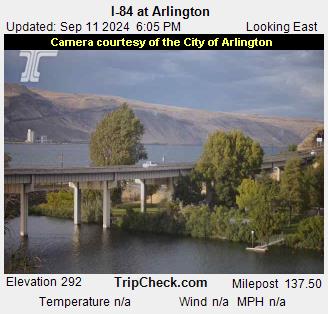 I-84 at Arlington
Updated: Sep 11 2024 6:05 PM Looking East
Camera courtesy of the City of Arlington
Elevation 292 TripCheck.com Milepost 137.50
Temperature n/a Wind n/a MPH n/a